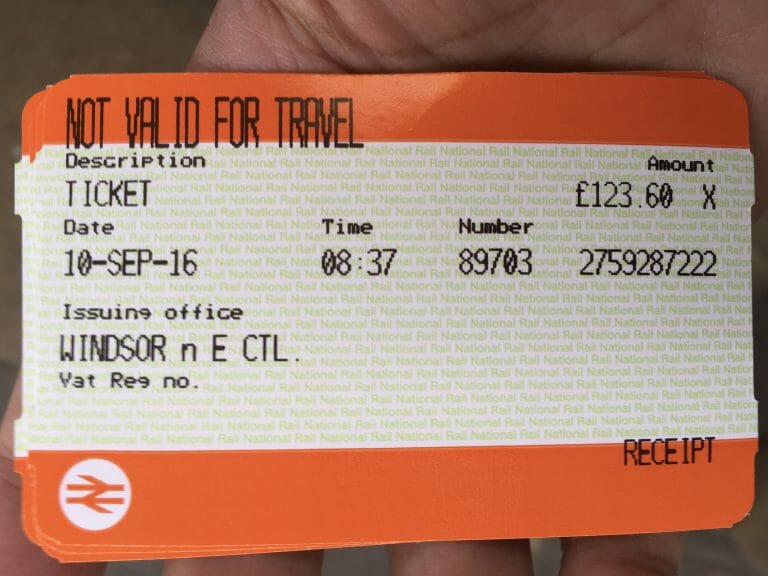 NOT VALID FOR TRAVEL
Description Amount
TICKET £123.60 X
Date Time Number
10-SEP-16 08:37 89703 2759287222
Issuing office
WINDSOR n E CTL.
Vat Reg no.
RECEIPT